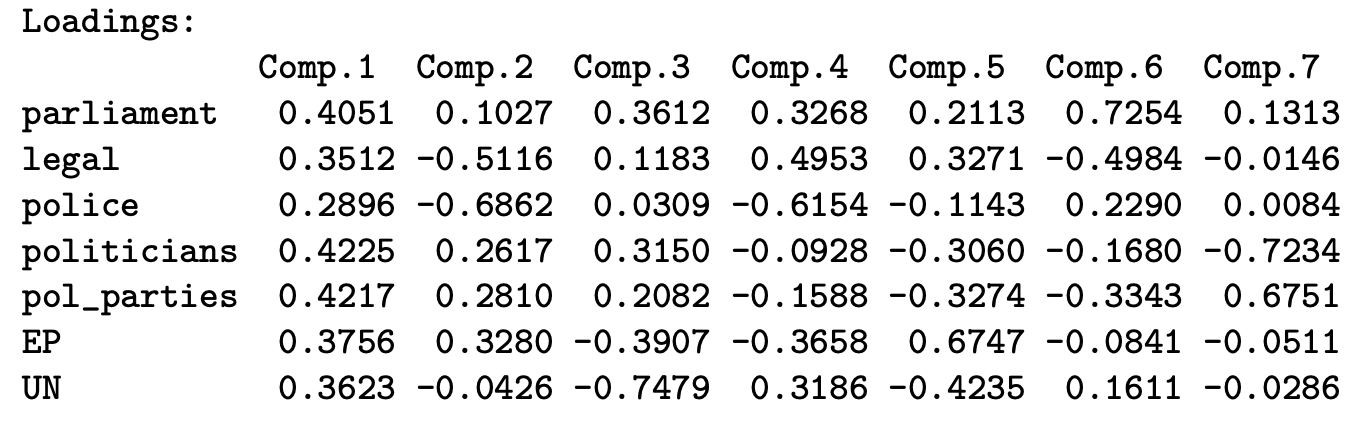 Loadings:
Comp.1 Comp.2 Comp.3 Comp.4 Comp.5 Comp.6 Comp.7
parliament 0.4051 0.1027 0.3612 0.3268 0.2113 0.7254 0.1313
legal 0.3512 -0.5116 0.1183 0.4953 0.3271 -0.4984 -0.0146
police 0.2896 -0.6862 0.0309 -0.6154 -0.1143 0.2290 0.0084
politicians 0.4225 0.2617 0.3150 -0.0928 -0.3060 -0.1680 -0.7234
pol_parties 0.4217 0.2810 0.2082 -0.1588 -0.3274 -0.3343 0.6751
EP 0.3756 0.3280 -0.3907 -0.3658 0.6747 -0.0841 -0.0511
UN 0.3623 -0.0426 -0.7479 0.3186 -0.4235 0.1611 -0.0286